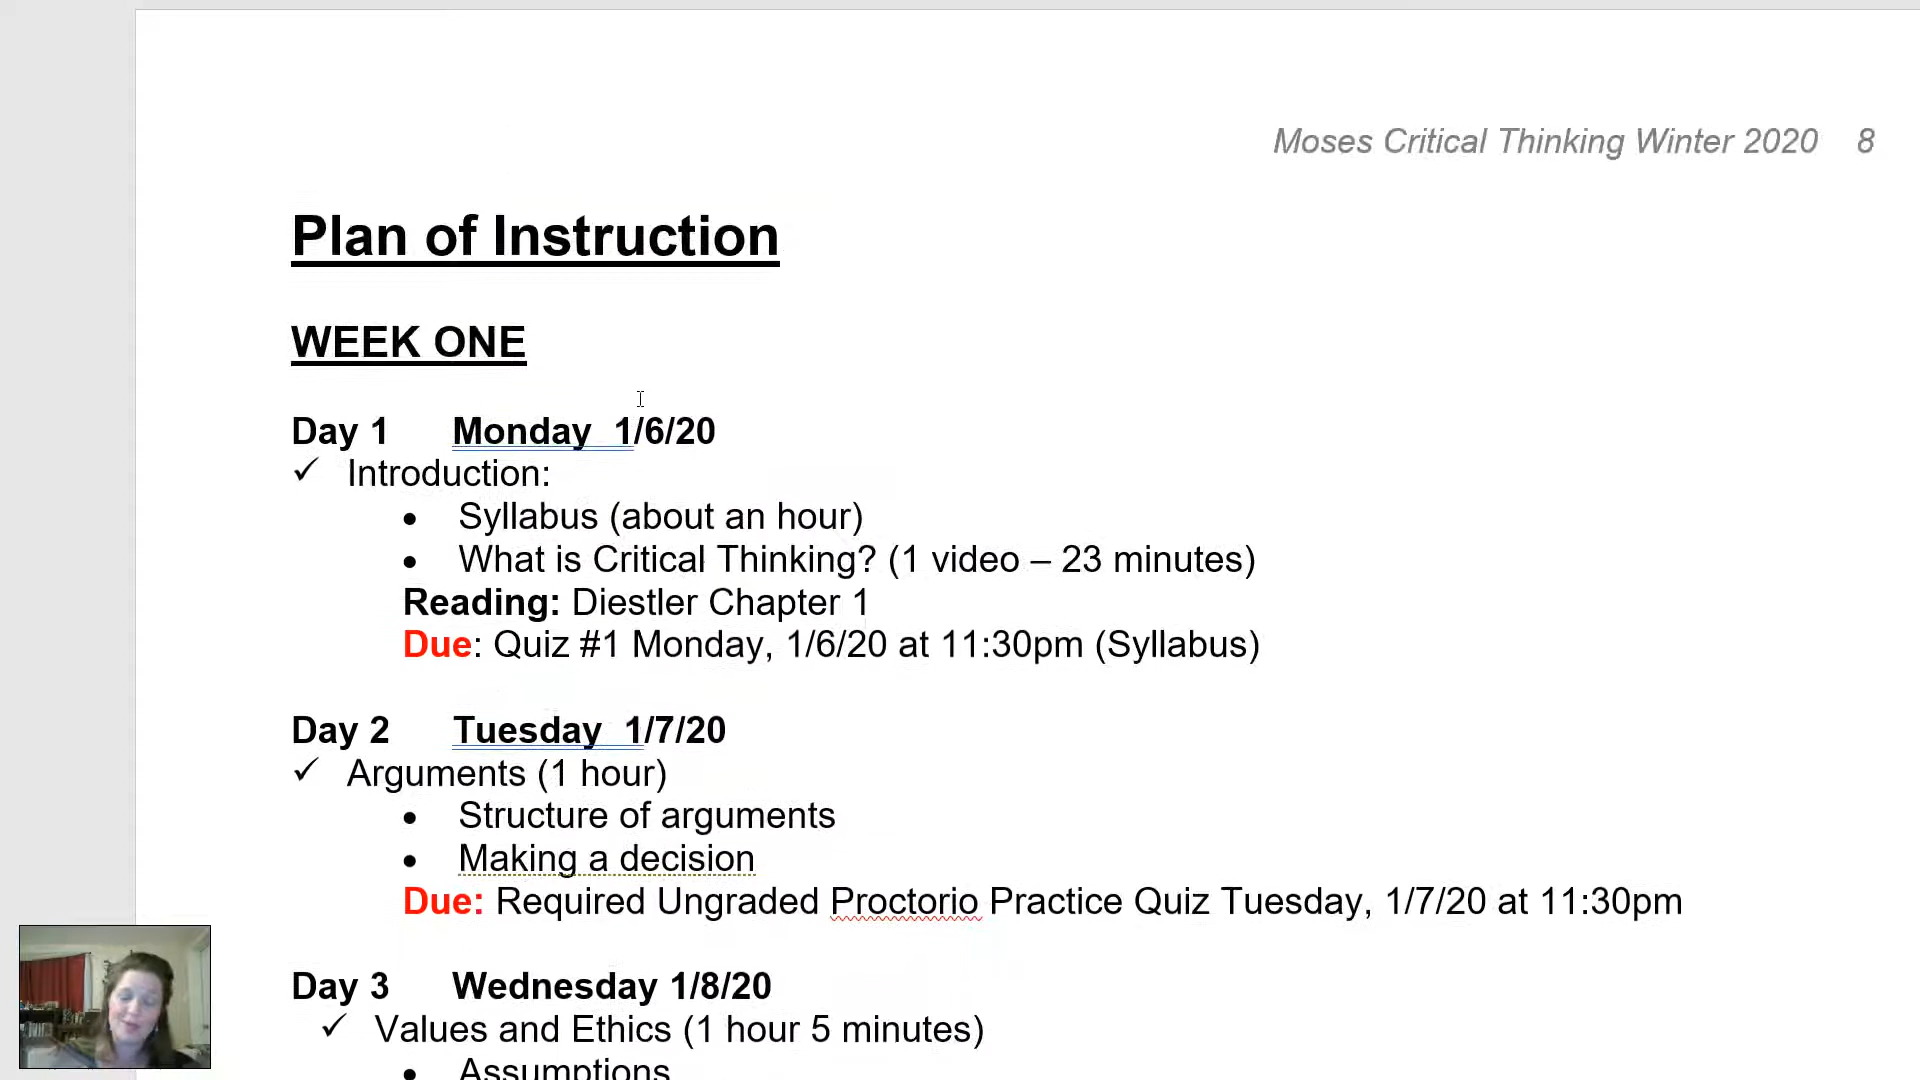 Moses Critical Thinking Winter 2020 8
Plan of Instruction
WEEK ONE
Day 1 Monday 1/6/20
✓ Introduction:
• Syllabus (about an hour)
• What is Critical Thinking? (1 video – 23 minutes)
Reading: Diestler Chapter 1
Due: Quiz #1 Monday, 1/6/20 at 11:30pm (Syllabus)
Day 2 Tuesday 1/7/20
✓ Arguments (1 hour)
• Structure of arguments
• Making a decision
Due: Required Ungraded Proctorio Practice Quiz Tuesday, 1/7/20 at 11:30pm
Day 3 Wednesday 1/8/20
✓ Values and Ethics (1 hour 5 minutes)
• Assumptions